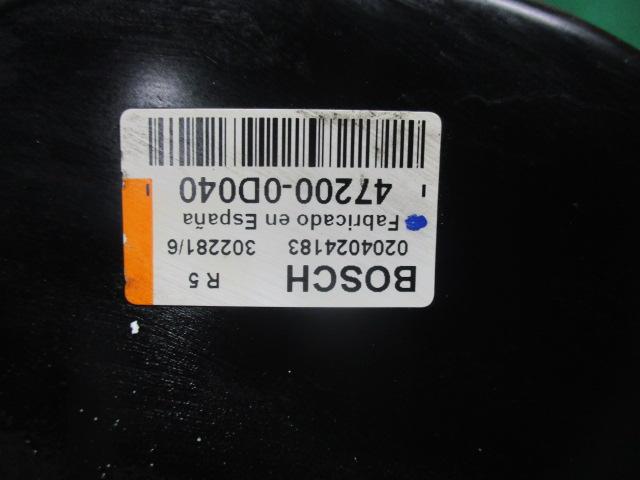 BOSCH R 5
0204024183 302281/6
Fabricado en España
47200-0D040